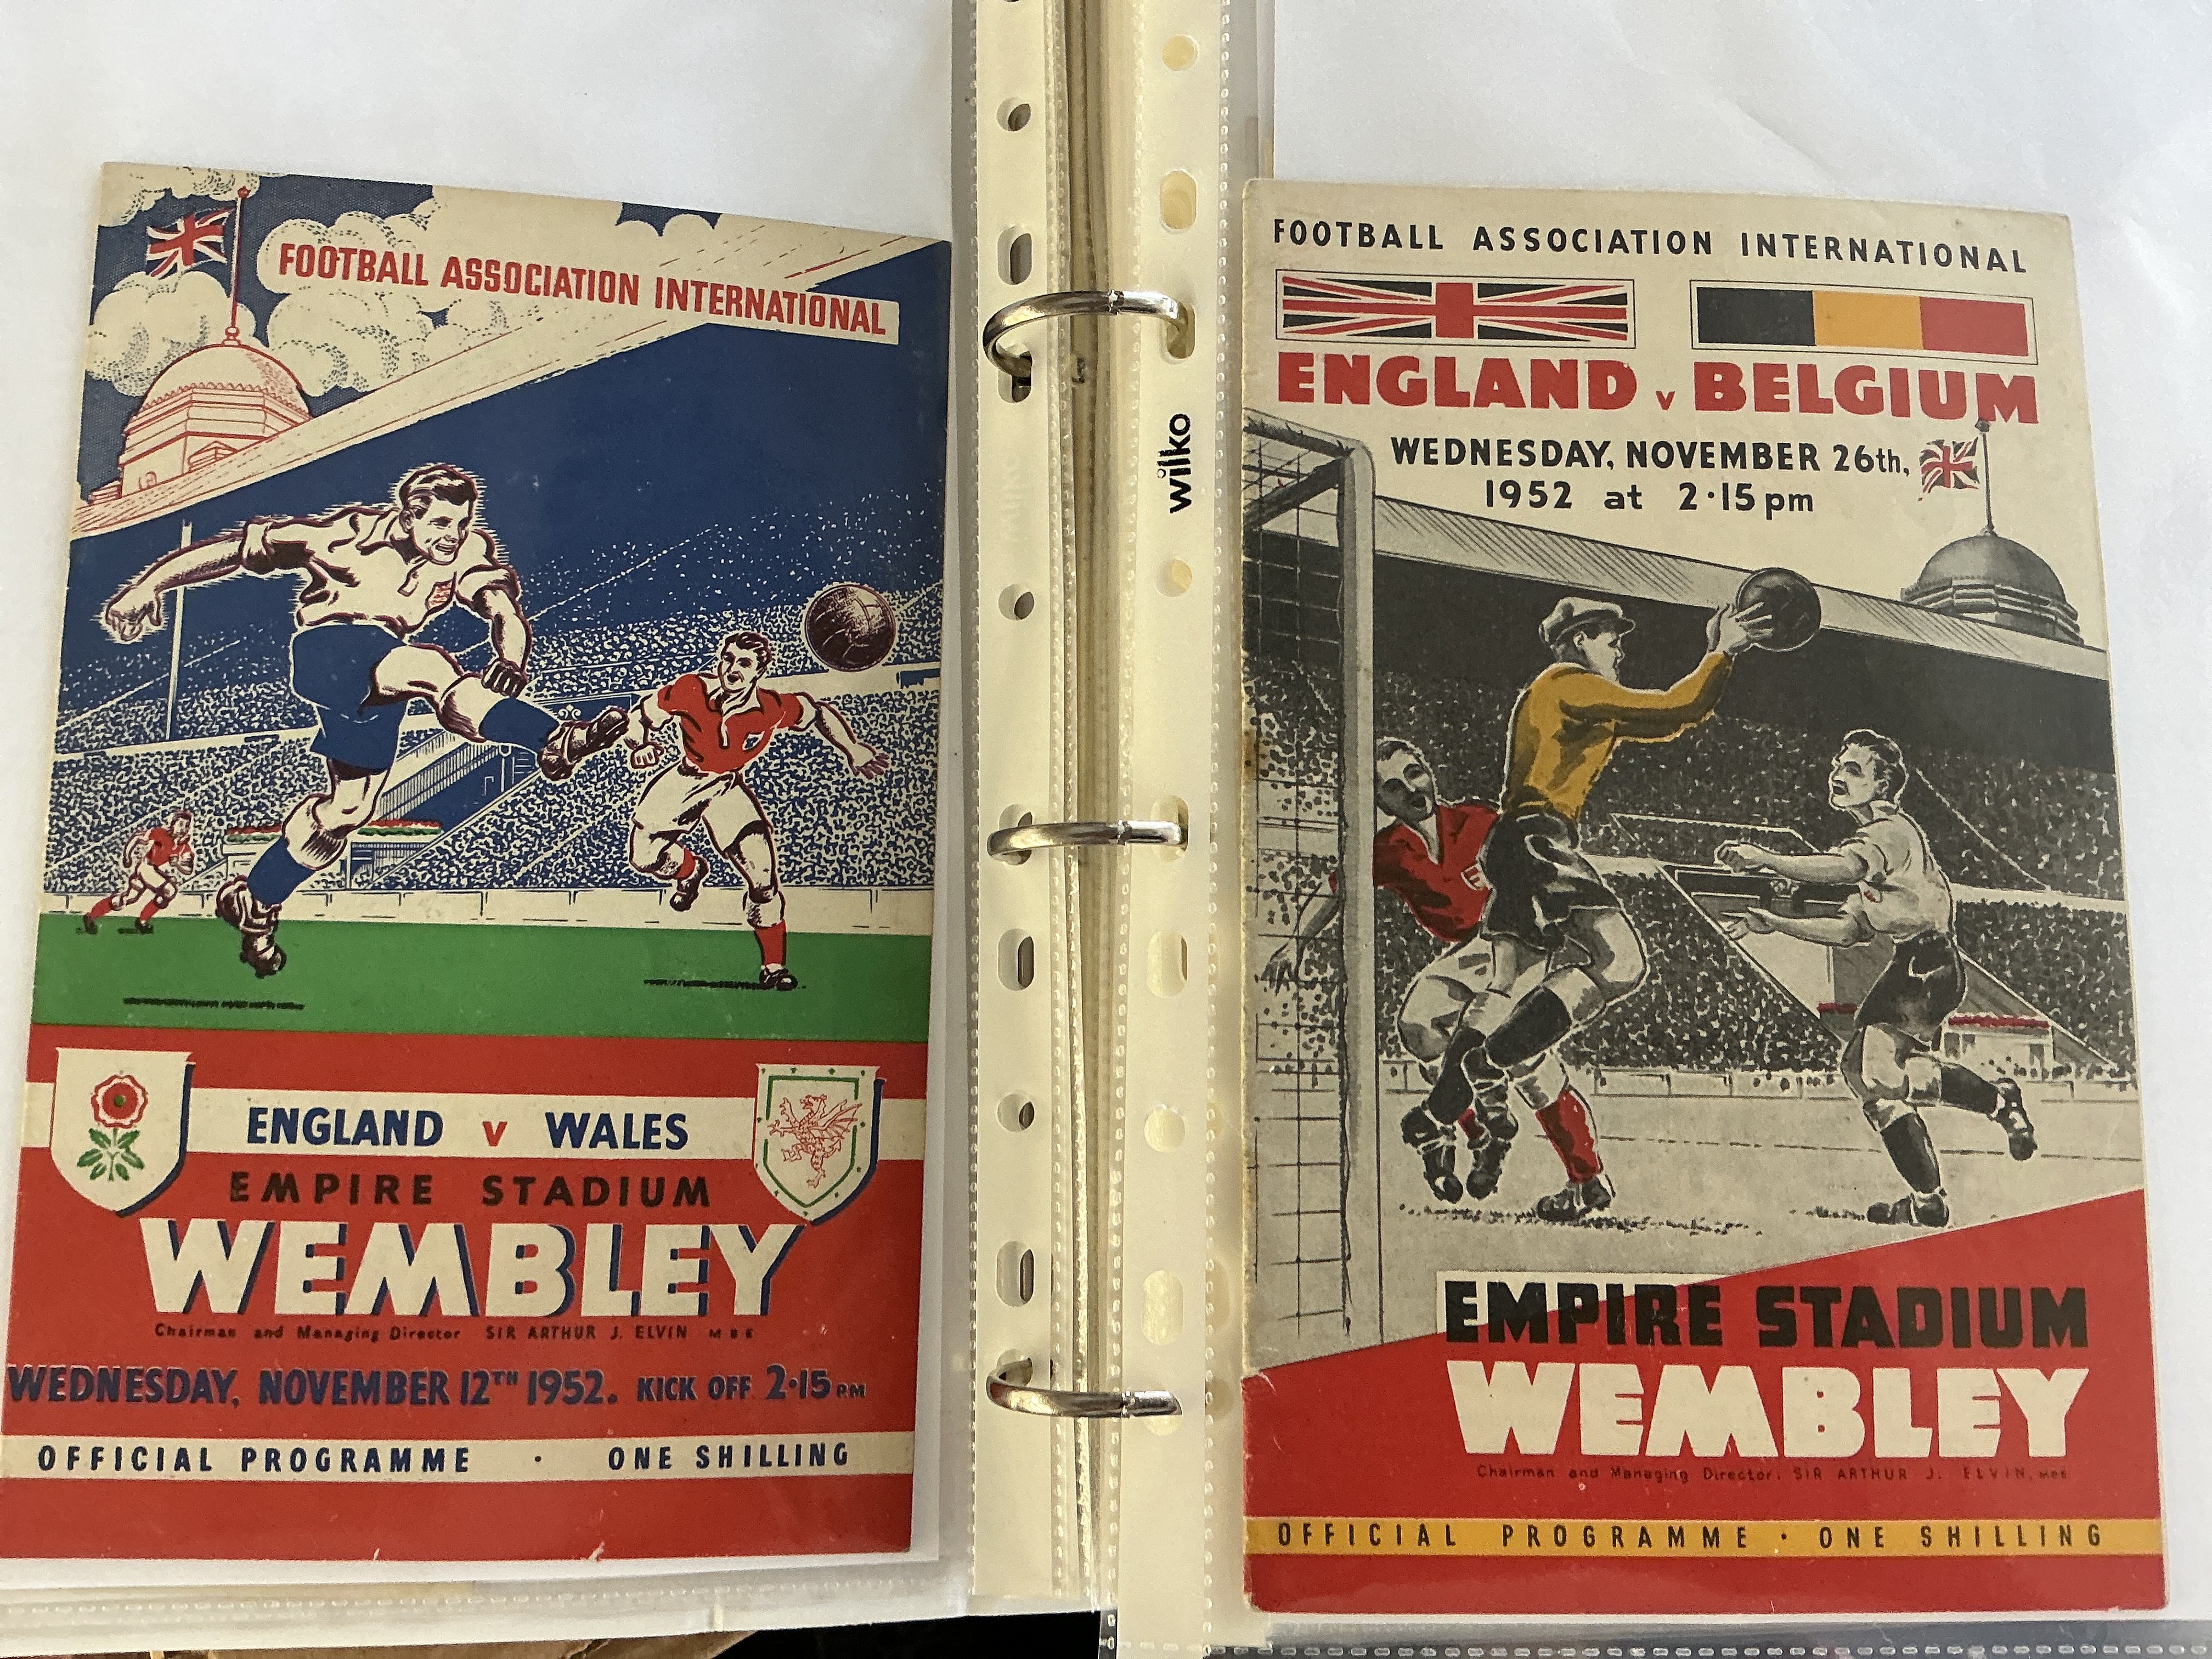 FOOTBALL ASSOCIATION INTERNATIONAL
ENGLAND v WALES
EMPIRE STADIUM
WEMBLEY
Chairman and Managing Director SIR ARTHUR J. ELVIN MBE
WEDNESDAY, NOVEMBER 12TH 1952. KICK OFF 2·15 PM
OFFICIAL PROGRAMME · ONE SHILLING
wilko
FOOTBALL ASSOCIATION INTERNATIONAL
ENGLAND v BELGIUM
WEDNESDAY, NOVEMBER 26th,
1952 at 2·15 pm
EMPIRE STADIUM
WEMBLEY
Chairman and Managing Director: SIR ARTHUR J. ELVIN, MBE
OFFICIAL PROGRAMME · ONE SHILLING